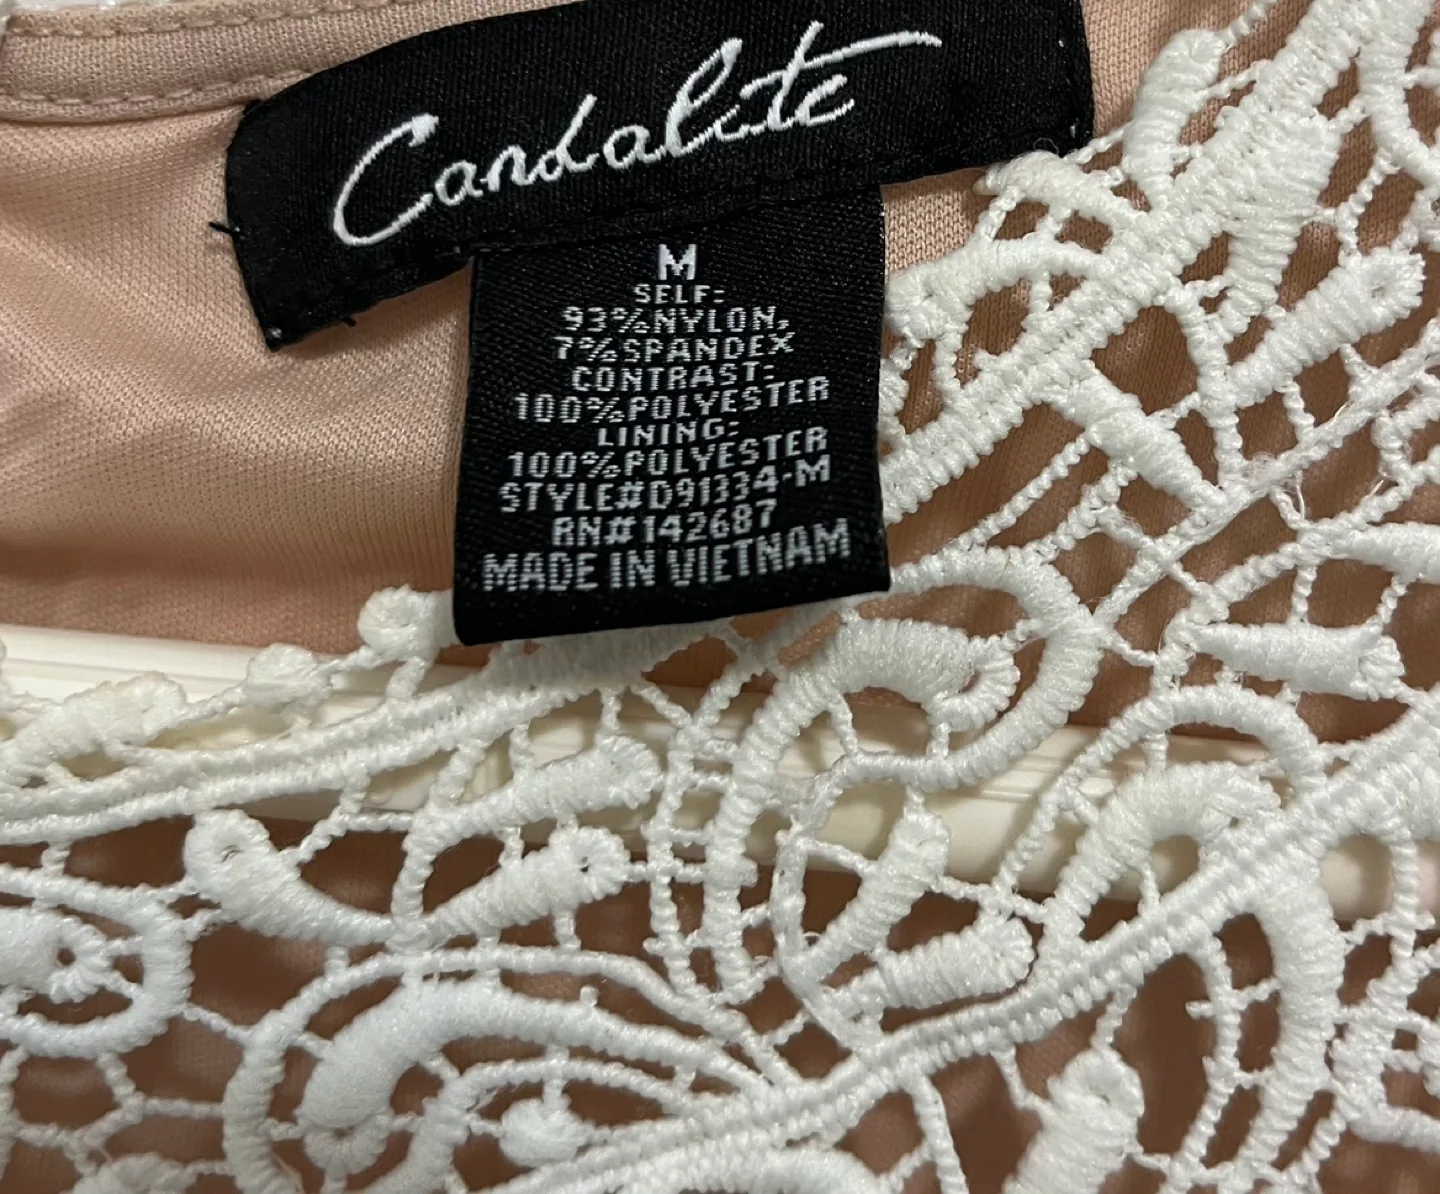 Candalite
M
SELF:
93%NYLON,
7%SPANDEX
CONTRAST:
100%POLYESTER
LINING:
100%POLYESTER
STYLE#D91334-M
RN#142687
MADE IN VIETNAM